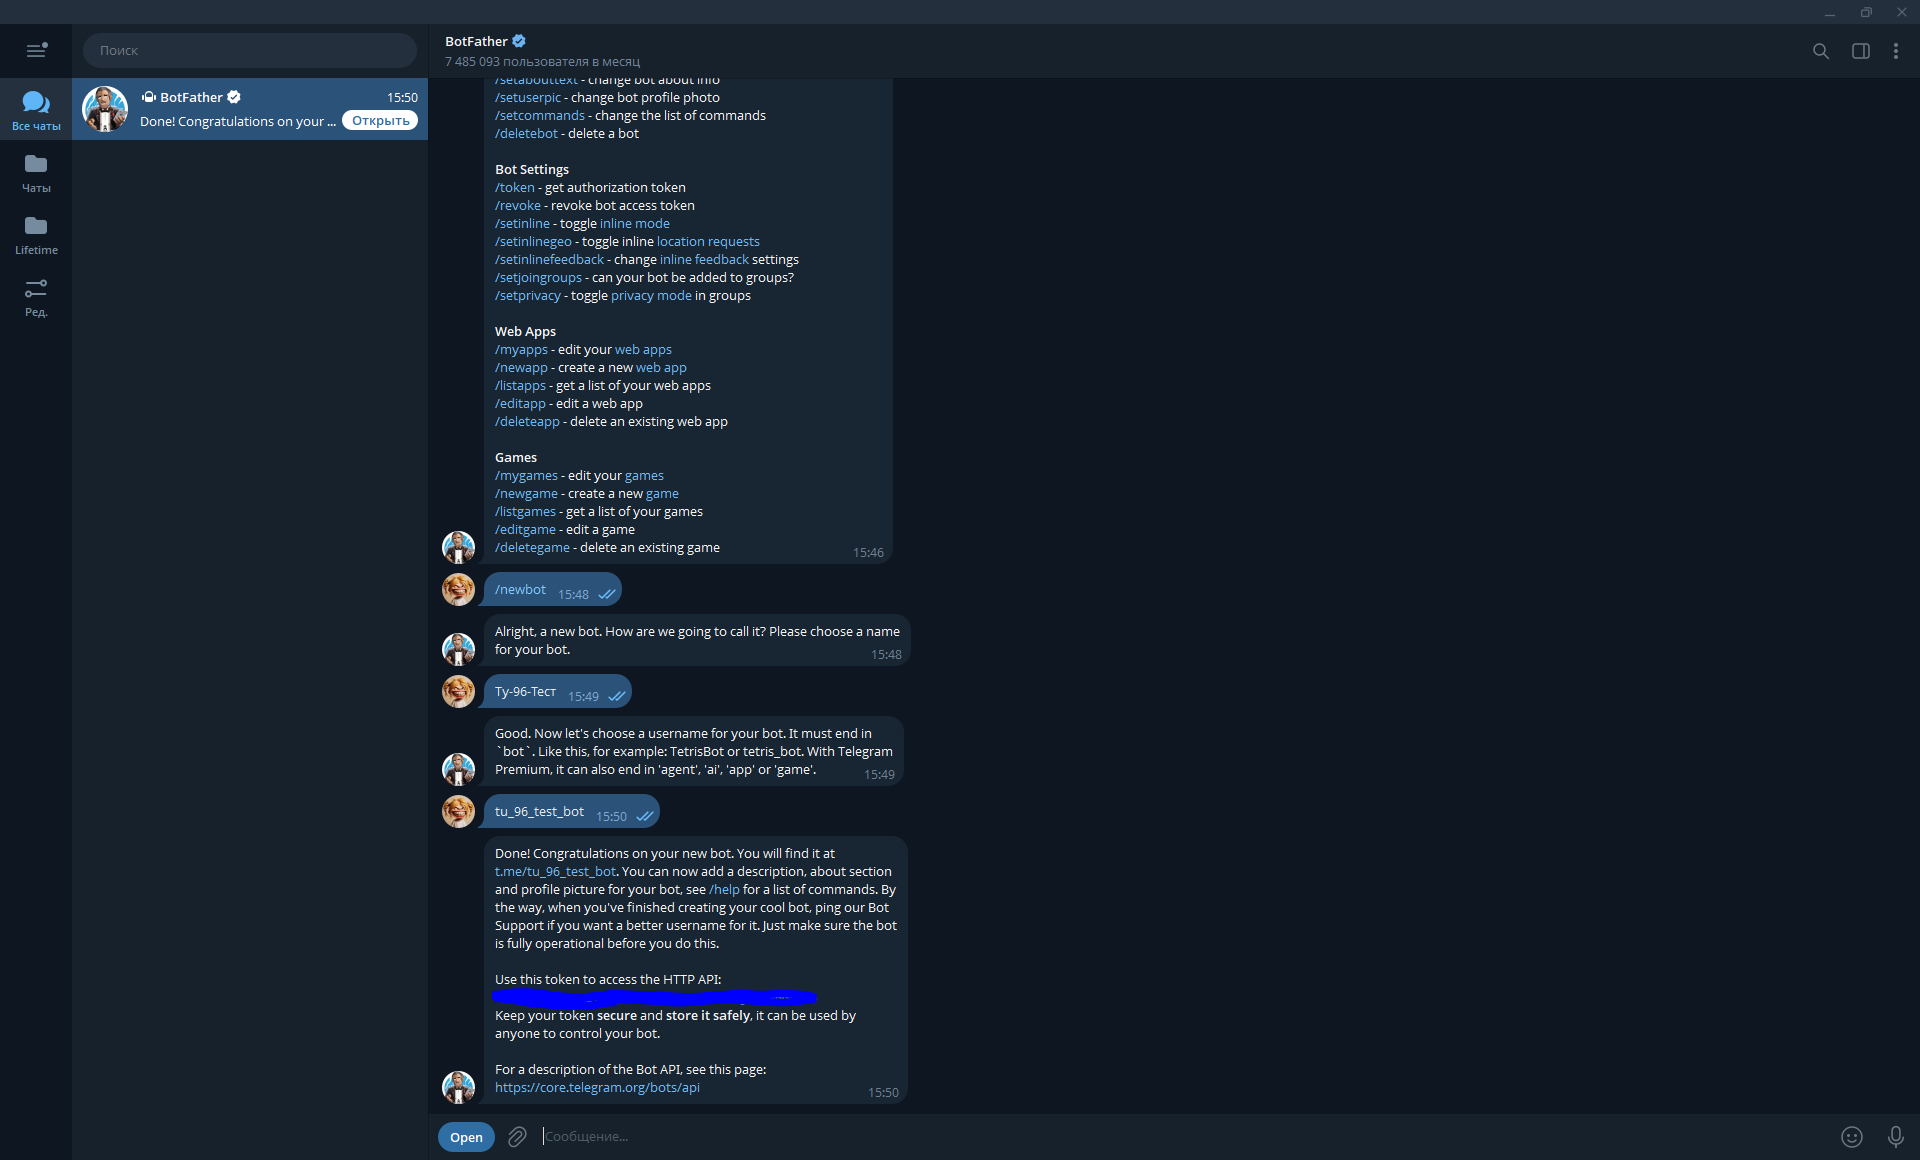 Поиск
Все чаты
Чаты
Lifetime
Ред.
BotFather
15:50
Done! Congratulations on your ...
Открыть
BotFather
7 485 093 пользователя в месяц
/setabouttext - change bot about info
/setuserpic - change bot profile photo
/setcommands - change the list of commands
/deletebot - delete a bot
Bot Settings
/token - get authorization token
/revoke - revoke bot access token
/setinline - toggle inline mode
/setinlinegeo - toggle inline location requests
/setinlinefeedback - change inline feedback settings
/setjoingroups - can your bot be added to groups?
/setprivacy - toggle privacy mode in groups
Web Apps
/myapps - edit your web apps
/newapp - create a new web app
/listapps - get a list of your web apps
/editapp - edit a web app
/deleteapp - delete an existing web app
Games
/mygames - edit your games
/newgame - create a new game
/listgames - get a list of your games
/editgame - edit a game
/deletegame - delete an existing game
15:46
/newbot 15:48
Alright, a new bot. How are we going to call it? Please choose a name
for your bot.
15:48
Ту-96-Тест 15:49
Good. Now let's choose a username for your bot. It must end in
`bot`. Like this, for example: TetrisBot or tetris_bot. With Telegram
Premium, it can also end in 'agent', 'ai', 'app' or 'game'.
15:49
tu_96_test_bot 15:50
Done! Congratulations on your new bot. You will find it at
t.me/tu_96_test_bot. You can now add a description, about section
and profile picture for your bot, see /help for a list of commands. By
the way, when you've finished creating your cool bot, ping our Bot
Support if you want a better username for it. Just make sure the bot
is fully operational before you do this.
Use this token to access the HTTP API:
Keep your token secure and store it safely, it can be used by
anyone to control your bot.
For a description of the Bot API, see this page:
https://core.telegram.org/bots/api
15:50
Open
Сообщение...